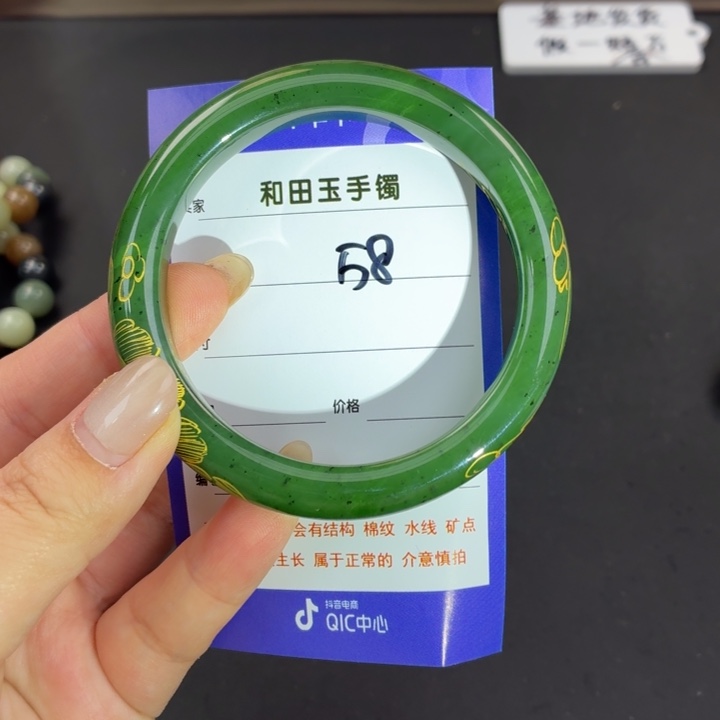 和田玉手镯
家
58
寸
价格
编
会有结构 棉纹 水线 矿点
生长 属于正常的 介意慎拍
抖音电商
QIC中心